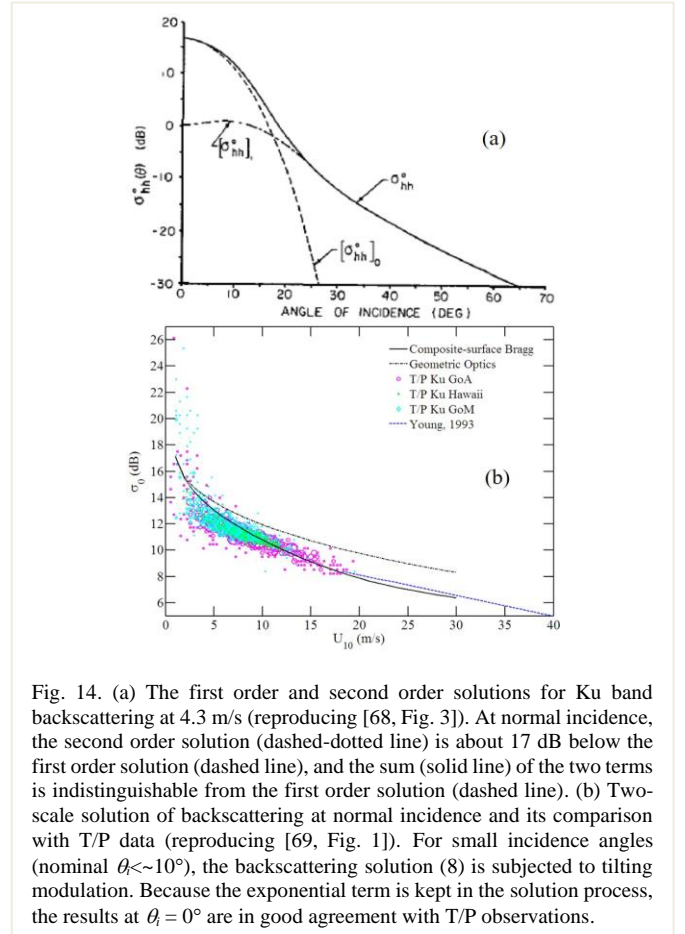 20
10
0
-10
-20
-30
σ°hh(θ) (dB)
(a)
[σ°hh]₁
σ°hh
[σ°hh]₀
0 10 20 30 40 50 60 70
ANGLE OF INCIDENCE (DEG)
26
24
22
20
18
16
14
12
10
8
6
σ₀ (dB)
Composite-surface Bragg
Geometric Optics
T/P Ku GoA
T/P Ku Hawaii
T/P Ku GoM
Young, 1993
(b)
0 5 10 15 20 25 30 35 40
U₁₀ (m/s)
Fig. 14. (a) The first order and second order solutions for Ku band
backscattering at 4.3 m/s (reproducing [68, Fig. 3]). At normal incidence,
the second order solution (dashed-dotted line) is about 17 dB below the
first order solution (dashed line), and the sum (solid line) of the two terms
is indistinguishable from the first order solution (dashed line). (b) Two-
scale solution of backscattering at normal incidence and its comparison
with T/P data (reproducing [69, Fig. 1]). For small incidence angles
(nominal θᵢ<~10°), the backscattering solution (8) is subjected to tilting
modulation. Because the exponential term is kept in the solution process,
the results at θᵢ = 0° are in good agreement with T/P observations.